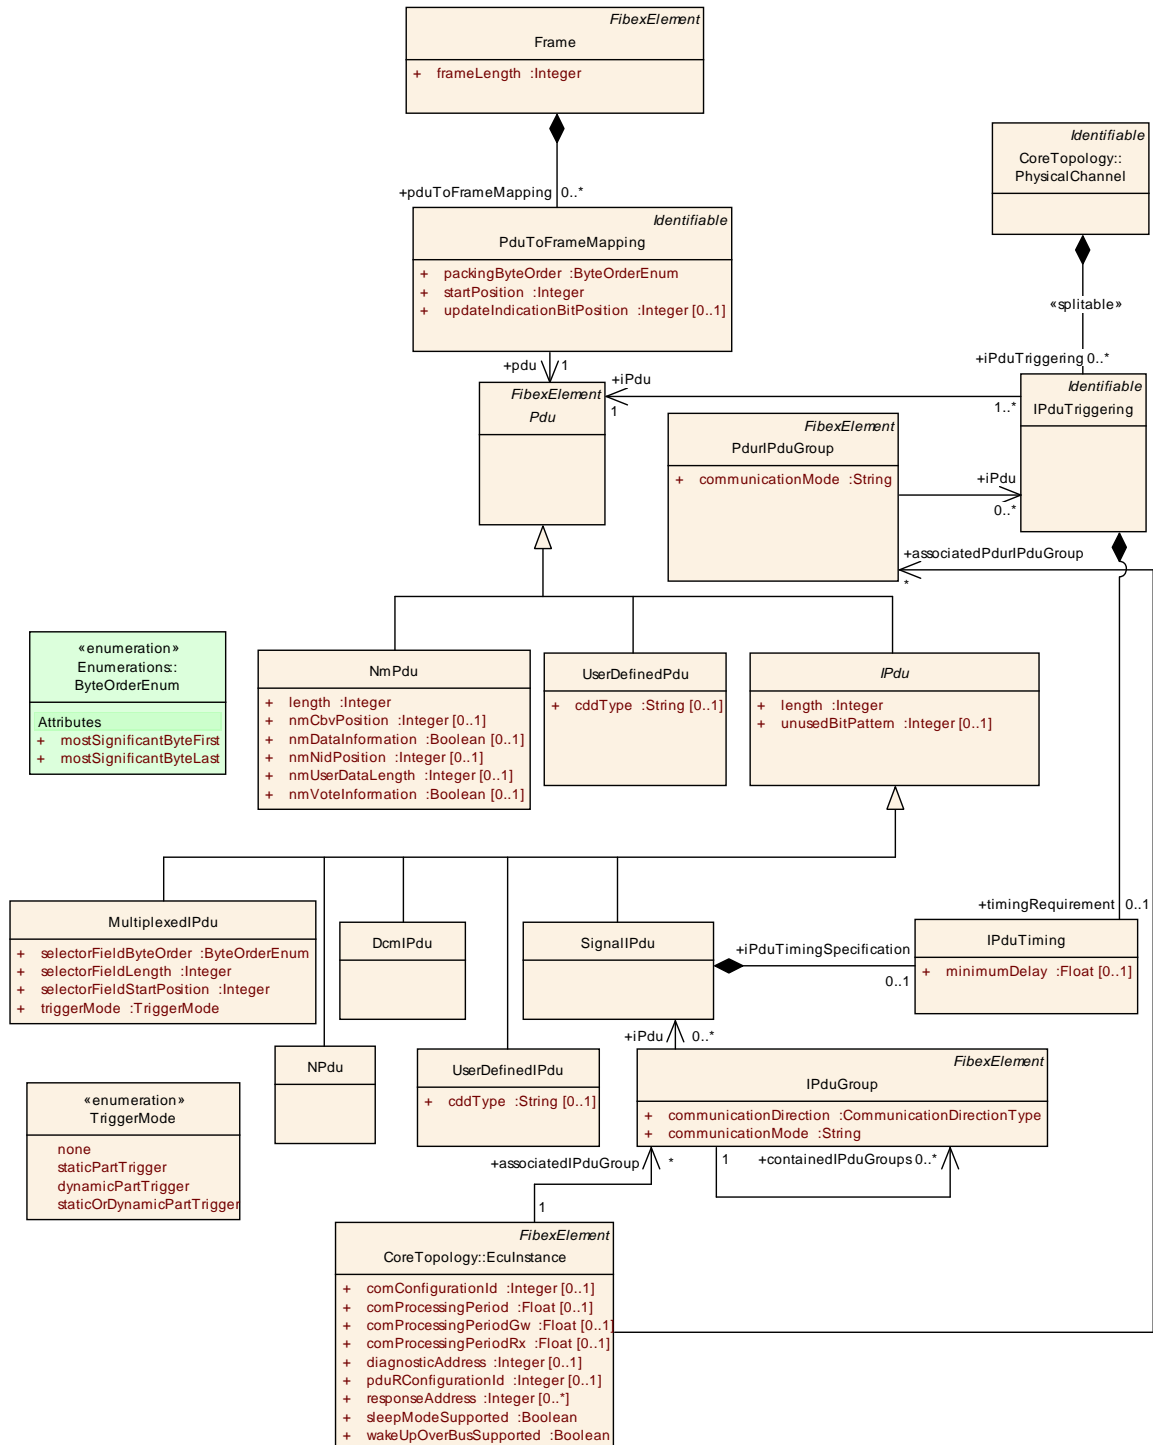 FibexElement
Frame
+ frameLength :Integer
+pduToFrameMapping 0..*
Identifiable
CoreTopology::
PhysicalChannel
«splitable»
+iPduTriggering 0..*
Identifiable
PduToFrameMapping
+ packingByteOrder :ByteOrderEnum
+ startPosition :Integer
+ updateIndicationBitPosition :Integer [0..1]
+pdu 1
FibexElement
Pdu
+iPdu
1
1..*
Identifiable
IPduTriggering
FibexElement
PdurIPduGroup
+ communicationMode :String
+iPdu
0..*
+associatedPdurIPduGroup
*
«enumeration»
Enumerations::
ByteOrderEnum
Attributes
+ mostSignificantByteFirst
+ mostSignificantByteLast
NmPdu
+ length :Integer
+ nmCbvPosition :Integer [0..1]
+ nmDataInformation :Boolean [0..1]
+ nmNidPosition :Integer [0..1]
+ nmUserDataLength :Integer [0..1]
+ nmVoteInformation :Boolean [0..1]
UserDefinedPdu
+ cddType :String [0..1]
IPdu
+ length :Integer
+ unusedBitPattern :Integer [0..1]
MultiplexedIPdu
+ selectorFieldByteOrder :ByteOrderEnum
+ selectorFieldLength :Integer
+ selectorFieldStartPosition :Integer
+ triggerMode :TriggerMode
DcmIPdu
SignalIPdu
+iPduTimingSpecification
0..1
+timingRequirement 0..1
IPduTiming
+ minimumDelay :Float [0..1]
NPdu
UserDefinedIPdu
+ cddType :String [0..1]
+iPdu 0..*
FibexElement
IPduGroup
+ communicationDirection :CommunicationDirectionType
+ communicationMode :String
«enumeration»
TriggerMode
none
staticPartTrigger
dynamicPartTrigger
staticOrDynamicPartTrigger
+associatedIPduGroup *
1 +containedIPduGroups 0..*
1
FibexElement
CoreTopology::EcuInstance
+ comConfigurationId :Integer [0..1]
+ comProcessingPeriod :Float [0..1]
+ comProcessingPeriodGw :Float [0..1]
+ comProcessingPeriodRx :Float [0..1]
+ diagnosticAddress :Integer [0..1]
+ pduRConfigurationId :Integer [0..1]
+ responseAddress :Integer [0..*]
+ sleepModeSupported :Boolean
+ wakeUpOverBusSupported :Boolean